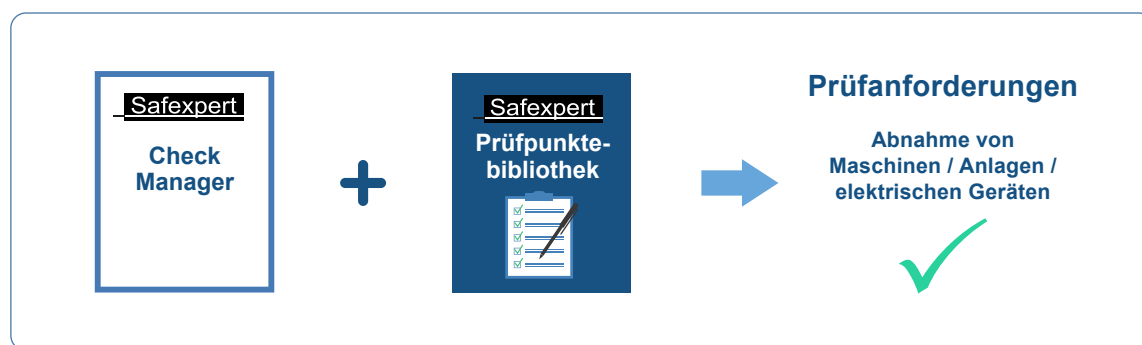 Safexpert
Check
Manager
Safexpert
Prüfpunkte-
bibliothek
Prüfanforderungen
Abnahme von
Maschinen / Anlagen /
elektrischen Geräten